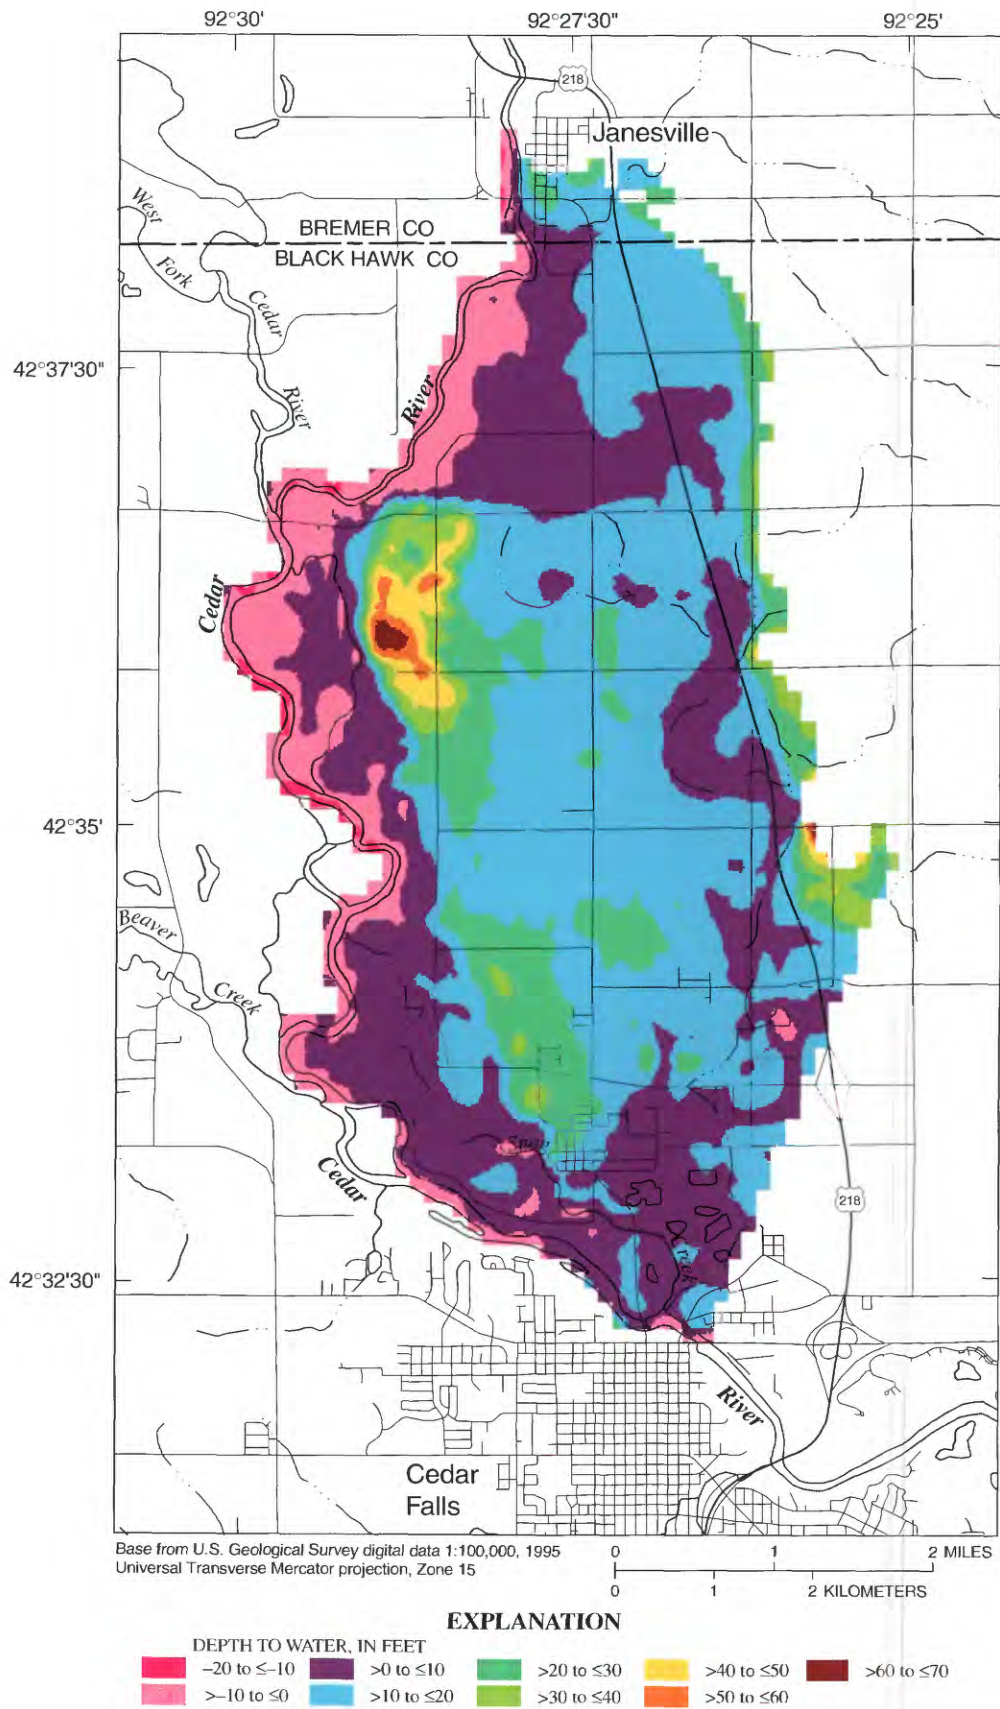 92°30' 92°27'30" 92°25'
218
Janesville
West
Fork
BREMER CO
BLACK HAWK CO
Cedar
River
42°37'30"
River
Cedar
42°35'
Beaver
Creek
Cedar
Creek
218
42°32'30"
River
Cedar
Falls
Base from U.S. Geological Survey digital data 1:100,000, 1995
Universal Transverse Mercator projection, Zone 15
0 1 2 MILES
0 1 2 KILOMETERS
EXPLANATION
DEPTH TO WATER, IN FEET
–20 to ≤–10 >0 to ≤10 >20 to ≤30 >40 to ≤50 >60 to ≤70
>–10 to ≤0 >10 to ≤20 >30 to ≤40 >50 to ≤60